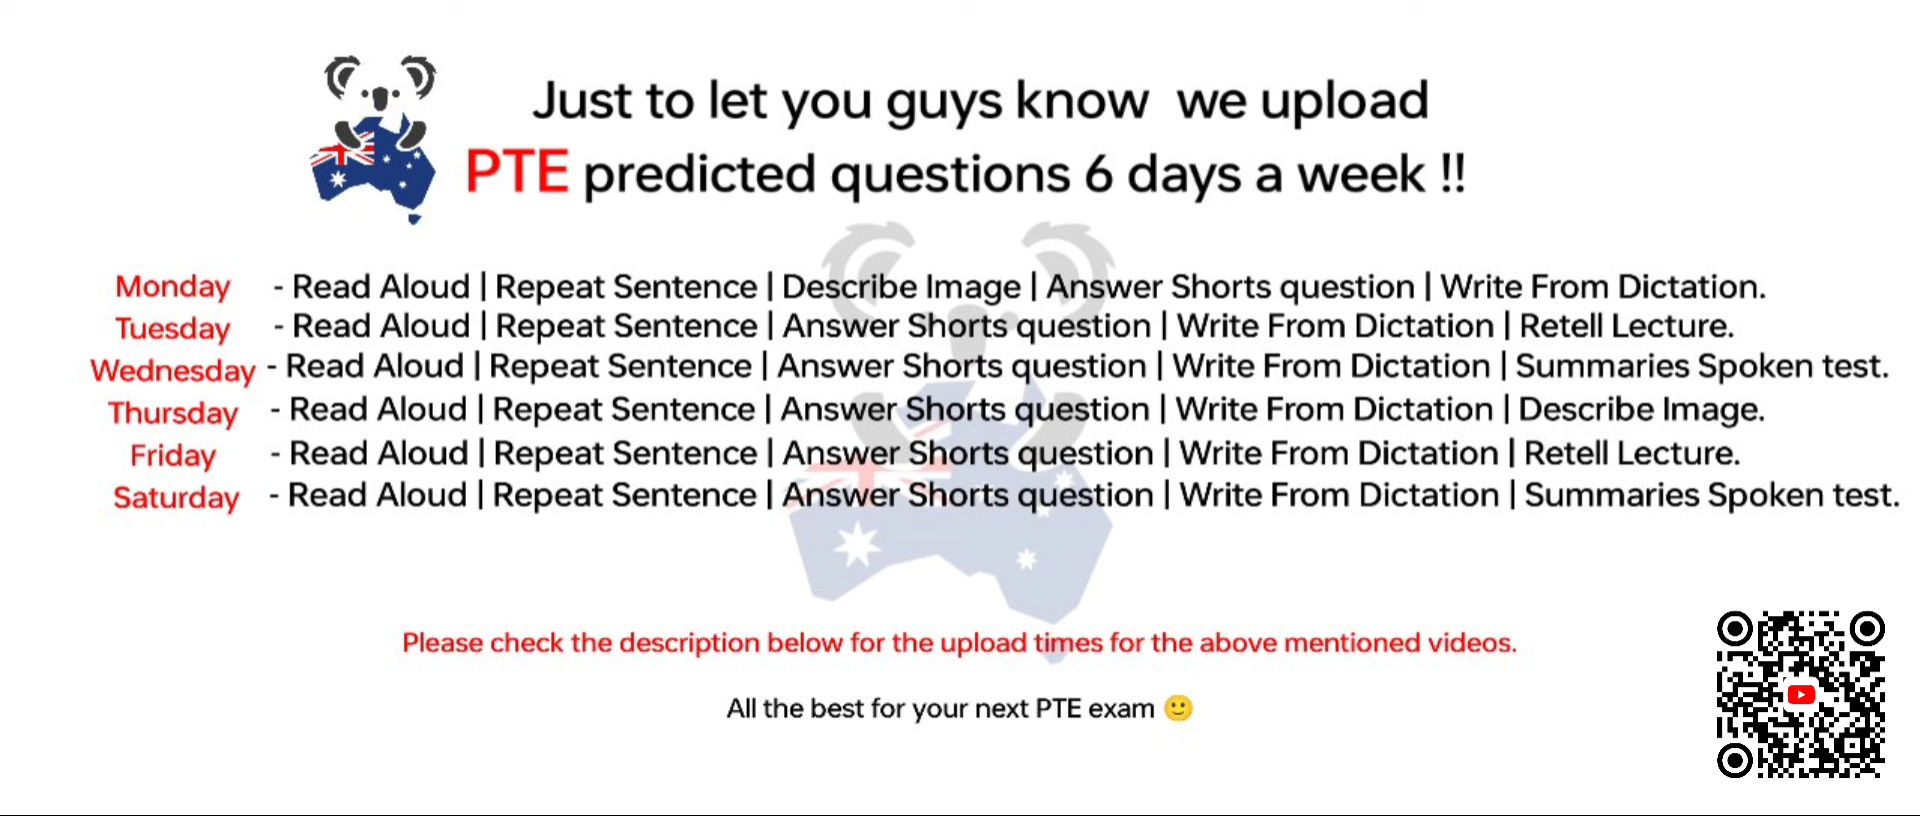 Just to let you guys know we upload
PTE predicted questions 6 days a week !!
Monday - Read Aloud | Repeat Sentence | Describe Image | Answer Shorts question | Write From Dictation.
Tuesday - Read Aloud | Repeat Sentence | Answer Shorts question | Write From Dictation | Retell Lecture.
Wednesday - Read Aloud | Repeat Sentence | Answer Shorts question | Write From Dictation | Summaries Spoken test.
Thursday - Read Aloud | Repeat Sentence | Answer Shorts question | Write From Dictation | Describe Image.
Friday - Read Aloud | Repeat Sentence | Answer Shorts question | Write From Dictation | Retell Lecture.
Saturday - Read Aloud | Repeat Sentence | Answer Shorts question | Write From Dictation | Summaries Spoken test.
Please check the description below for the upload times for the above mentioned videos.
All the best for your next PTE exam 🙂